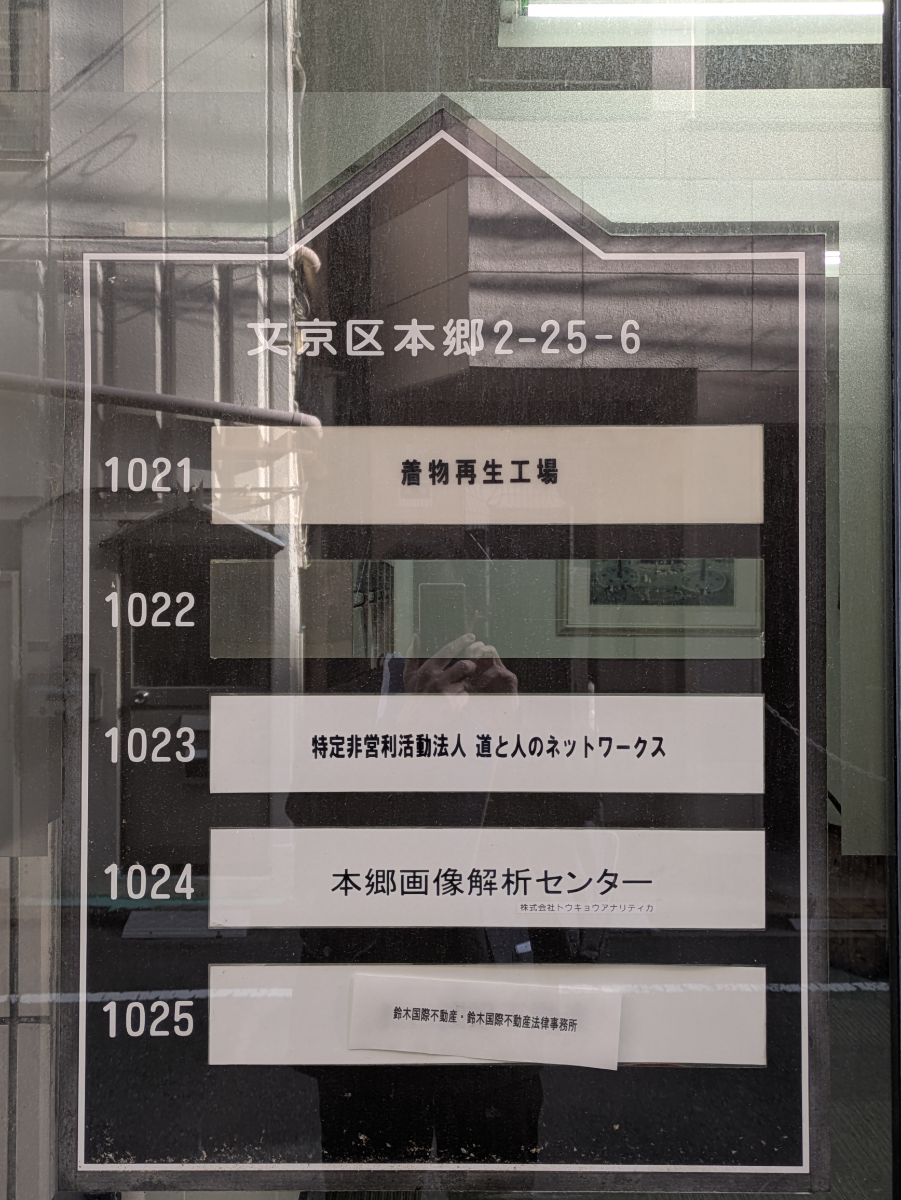 文京区本郷2-25-6
1021
着物再生工場
1022
1023
特定非営利活動法人 道と人のネットワークス
1024
本郷画像解析センター
株式会社トウキョウアナリティカ
1025
鈴木国際不動産・鈴木国際不動産法律事務所